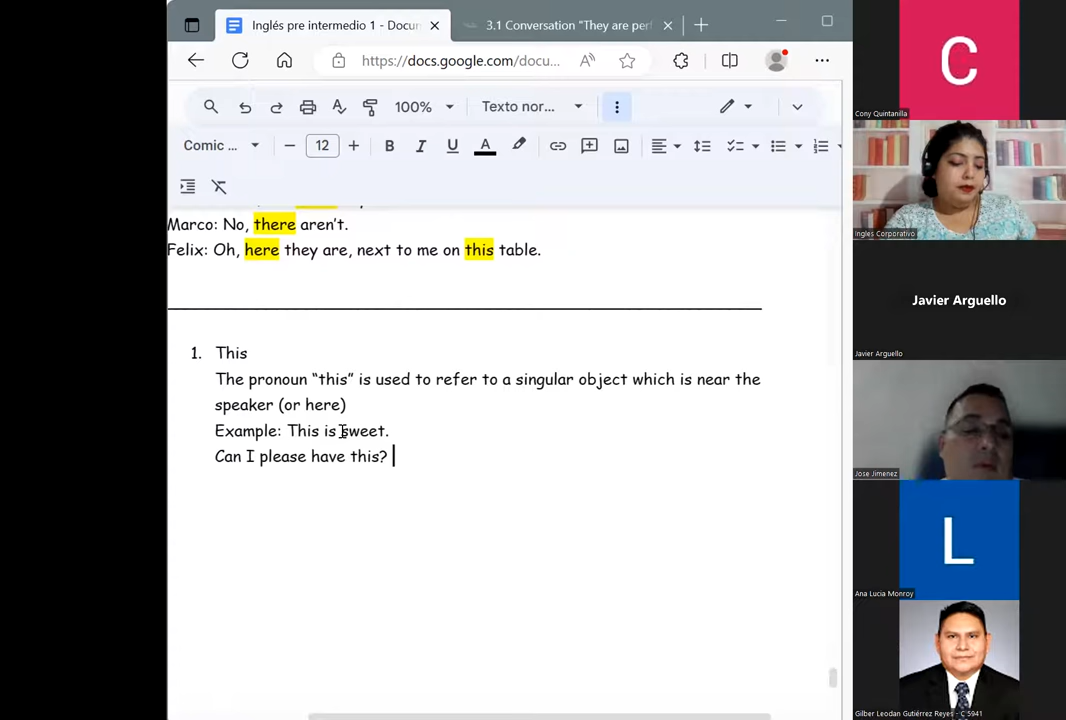 Inglés pre intermedio 1 - Docur
3.1 Conversation "They are perf
https://docs.google.com/docu...
100%
Texto nor...
Comic ...
12
Marco: No, there aren't.
Felix: Oh, here they are, next to me on this table.
1. This
The pronoun “this” is used to refer to a singular object which is near the
speaker (or here)
Example: This is sweet.
Can I please have this?
C
Cony Quintanilla
Ingles Corporativo
Javier Arguello
Javier Arguello
Jose Jimenez
L
Ana Lucia Monroy
Gilber Leodan Gutiérrez Reyes - C 5941